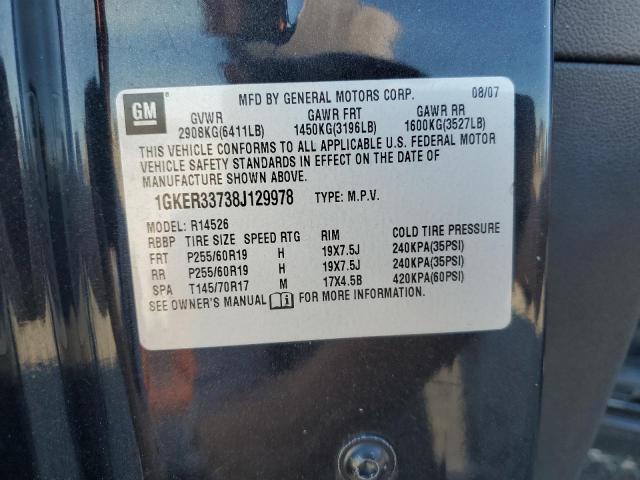 GM
MFD BY GENERAL MOTORS CORP. 08/07
GVWR GAWR FRT GAWR RR
2908KG(6411LB) 1450KG(3196LB) 1600KG(3527LB)
THIS VEHICLE CONFORMS TO ALL APPLICABLE U.S. FEDERAL MOTOR
VEHICLE SAFETY STANDARDS IN EFFECT ON THE DATE OF
MANUFACTURE SHOWN ABOVE.
1GKER33738J129978 TYPE: M.P.V.
MODEL: R14526
RBBP TIRE SIZE SPEED RTG RIM COLD TIRE PRESSURE
FRT P255/60R19 H 19X7.5J 240KPA(35PSI)
RR P255/60R19 H 19X7.5J 240KPA(35PSI)
SPA T145/70R17 M 17X4.5B 420KPA(60PSI)
SEE OWNER'S MANUAL FOR MORE INFORMATION.